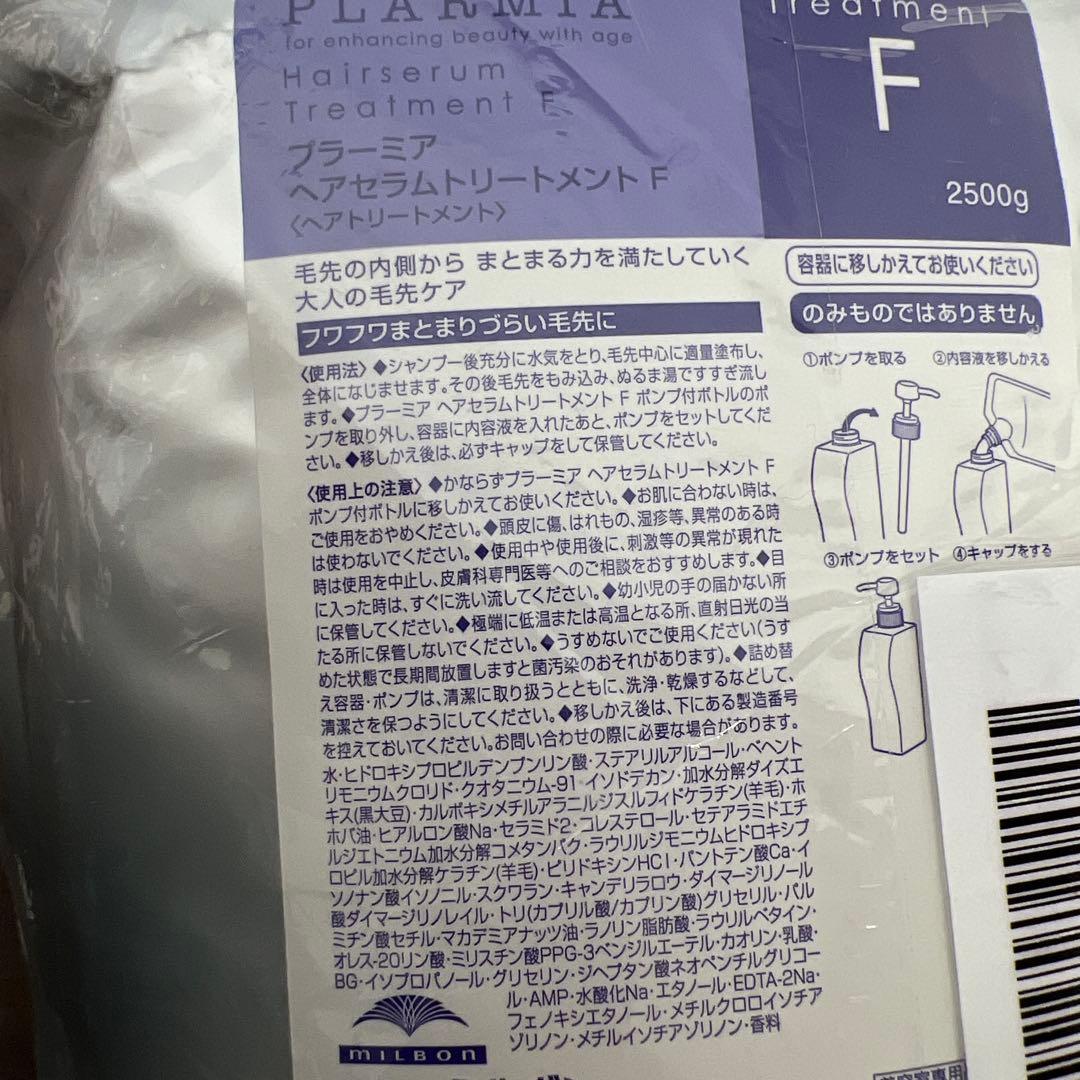 PLARMIA
for enhancing beauty with age
Hairserum
Treatment F
プラーミア
ヘアセラムトリートメント F
〈ヘアトリートメント〉
Treatment
F
2500g
毛先の内側から まとまる力を満たしていく
大人の毛先ケア
フワフワまとまりづらい毛先に
〈使用法〉◆シャンプー後充分に水気をとり、毛先中心に適量塗布し、
全体になじませます。その後毛先をもみ込み、ぬるま湯ですすぎ流し
ます。◆プラーミア ヘアセラムトリートメント F ポンプ付ボトルのポ
ンプを取り外し、容器に内容液を入れたあと、ポンプをセットしてくだ
さい。◆移しかえ後は、必ずキャップをして保管してください。
〈使用上の注意〉◆かならずプラーミア ヘアセラムトリートメント F
ポンプ付ボトルに移しかえてお使いください。◆お肌に合わない時は、
ご使用をおやめください。◆頭皮に傷、はれもの、湿疹等、異常のある時
は使わないでください。◆使用中や使用後に、刺激等の異常が現れた
時は使用を中止し、皮膚科専門医等へのご相談をおすすめします。◆目
に入った時は、すぐに洗い流してください。◆幼小児の手の届かない所
に保管してください。◆極端に低温または高温となる所、直射日光の当
たる所に保管しないでください。◆うすめないでご使用ください(うす
めた状態で長期間放置しますと菌汚染のおそれがあります)。◆詰め替
え容器・ポンプは、清潔に取り扱うとともに、洗浄・乾燥するなどして、
清潔さを保つようにしてください。◆移しかえ後は、下にある製造番号
を控えておいてください。お問い合わせの際に必要な場合があります。
水・ヒドロキシプロピルデンプンリン酸・ステアリルアルコール・ベヘント
リモニウムクロリド・クオタニウム-91・イソドデカン・加水分解ダイズエ
キス(黒大豆)・カルボキシメチルアラニルジスルフィドケラチン(羊毛)・ホ
ホバ油・ヒアルロン酸Na・セラミド2・コレステロール・セテアラミドエチ
ルジエトニウム加水分解コメタンパク・ラウリルジモニウムヒドロキシプ
ロピル加水分解ケラチン(羊毛)・ピリドキシンHCl・パントテン酸Ca・イ
ソノナン酸イソノニル・スクワラン・キャンデリラロウ・ダイマージリノール
酸ダイマージリノレイル・トリ(カプリル酸/カプリン酸)グリセリル・パル
ミチン酸セチル・マカデミアナッツ油・ラノリン脂肪酸・ラウリルベタイン・
オレス-20リン酸・ミリスチン酸PPG-3ベンジルエーテル・カオリン・乳酸・
BG・イソプロパノール・グリセリン・ジヘプタン酸ネオペンチルグリコー
ル・AMP・水酸化Na・エタノール・EDTA-2Na・
フェノキシエタノール・メチルクロロイソチア
ゾリノン・メチルイソチアゾリノン・香料
MILBON
容器に移しかえてお使いください
のみものではありません
①ポンプを取る ②内容液を移しかえる
③ポンプをセット ④キャップをする
美容室専用